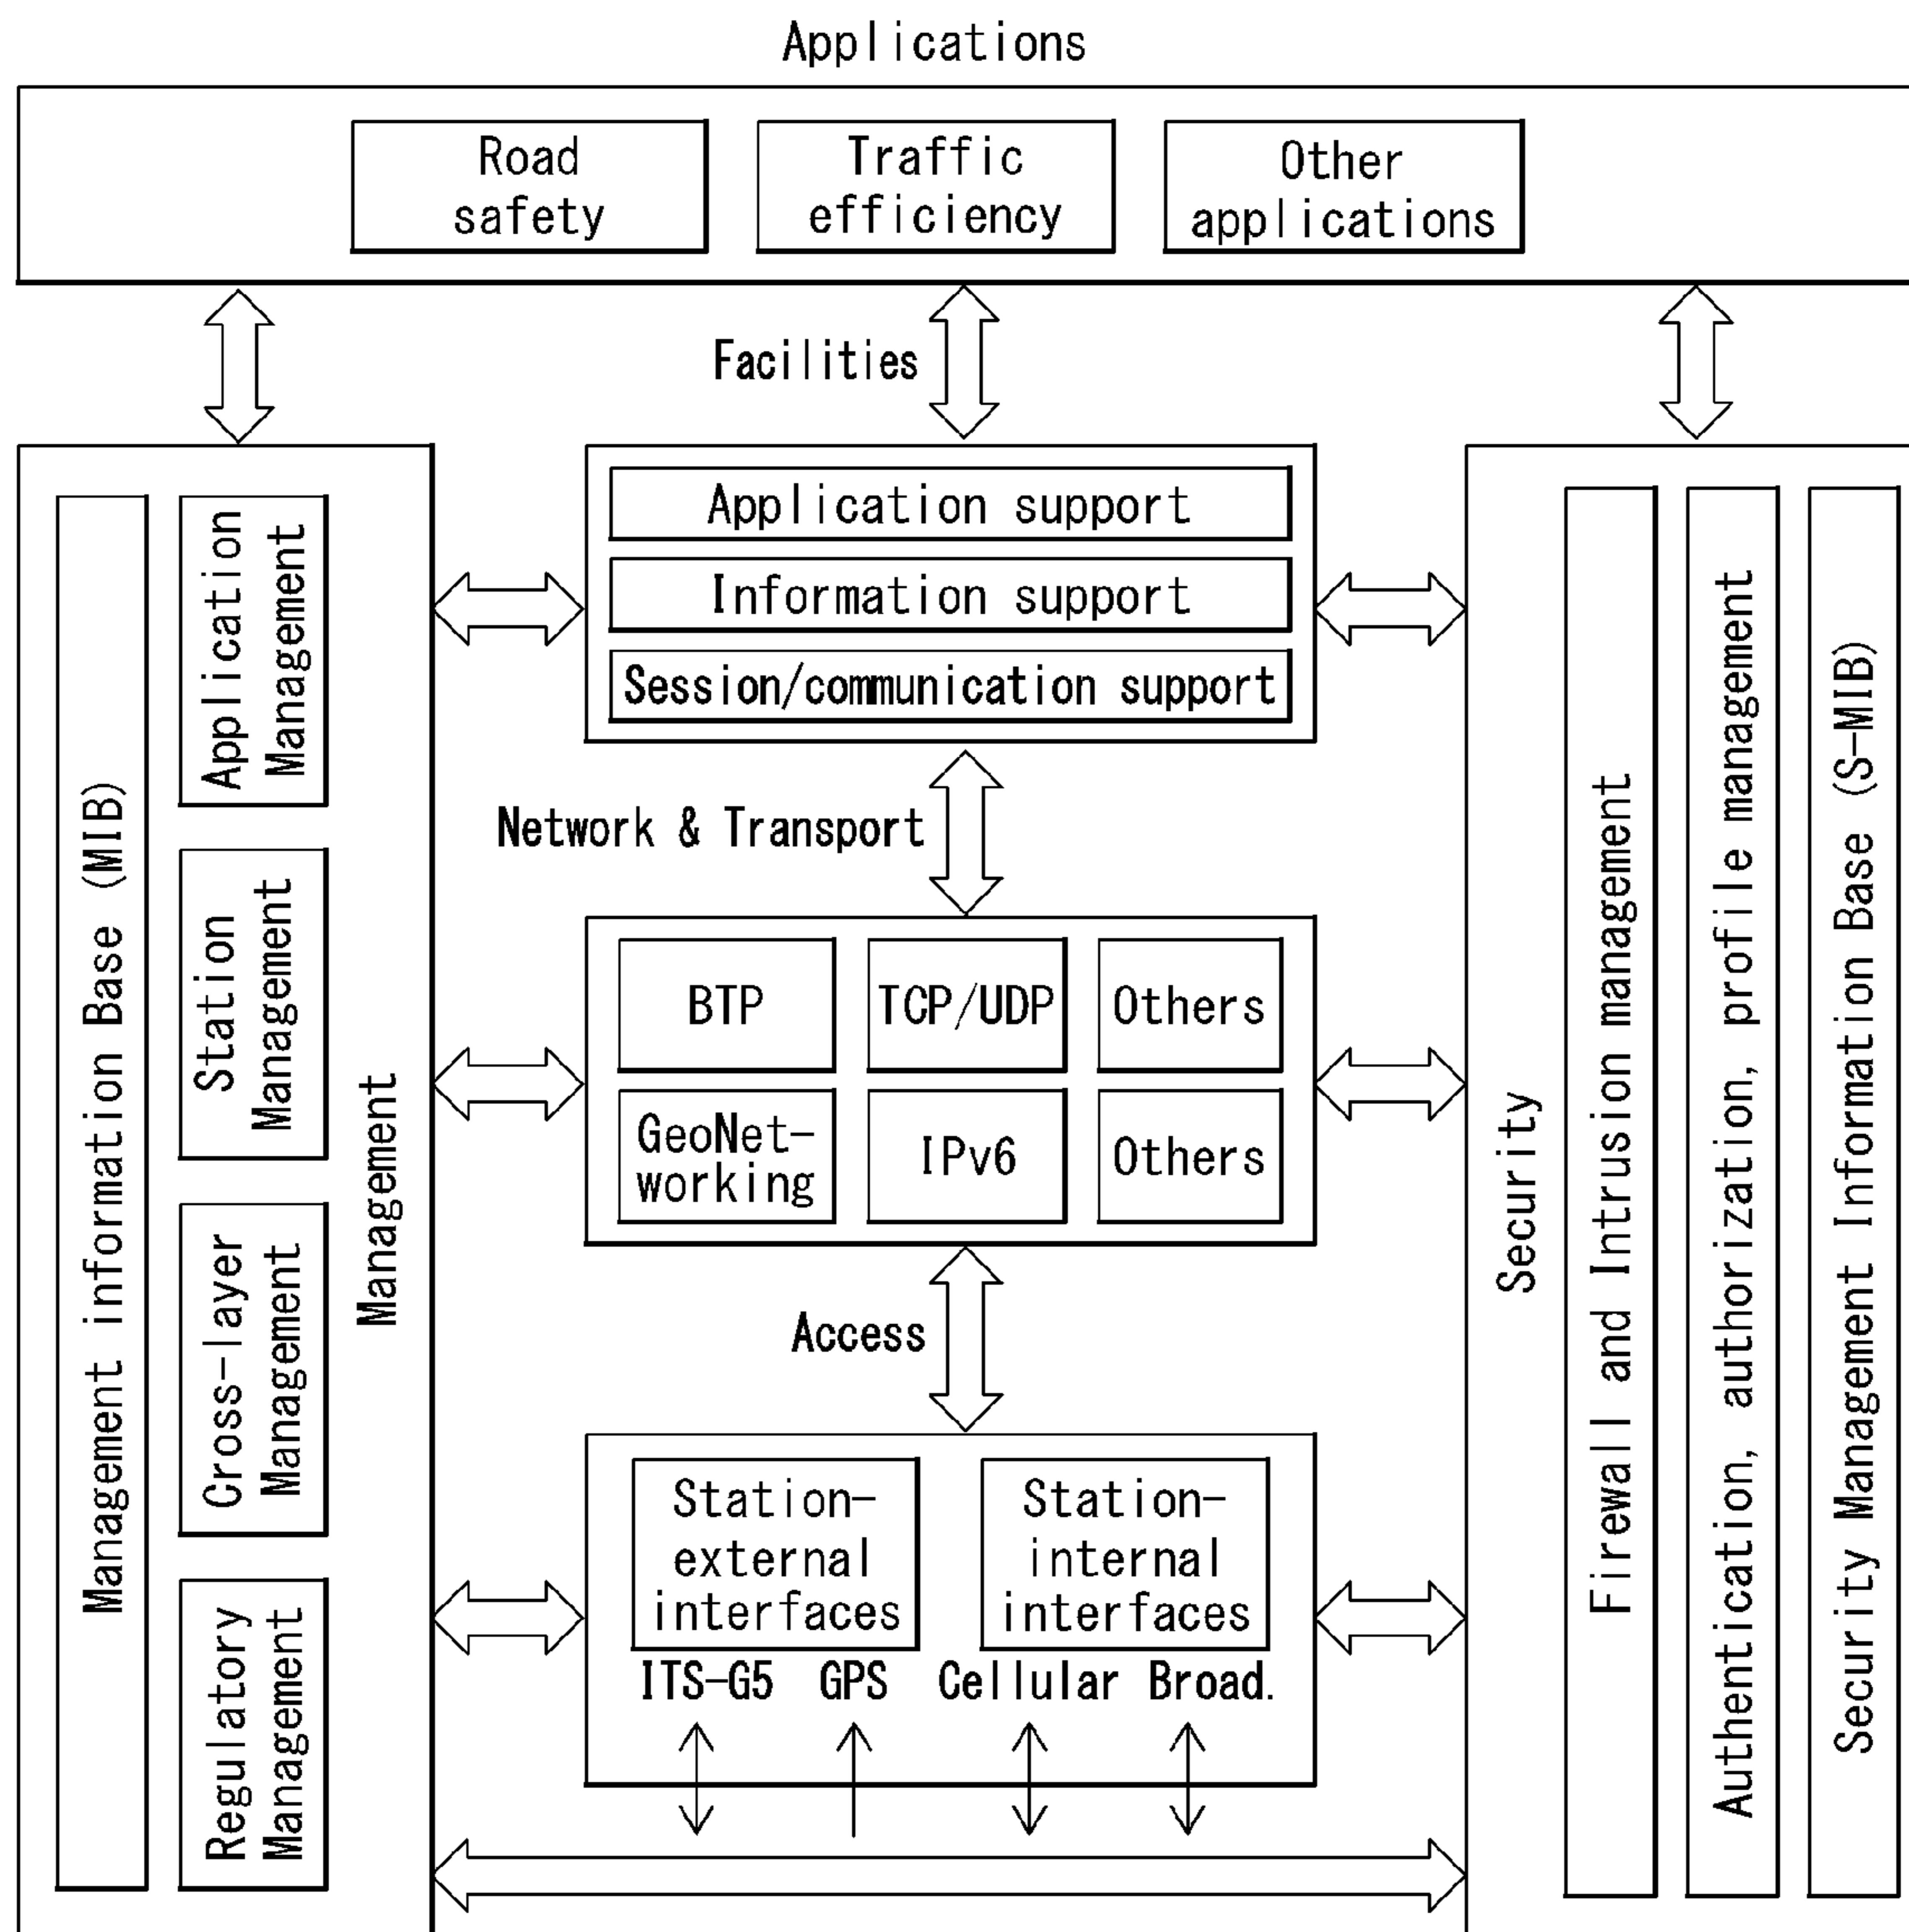 Applications
Road
safety
Traffic
efficiency
Other
applications
Facilities
Management information Base (MIB)
Application
Management
Station
Management
Cross-layer
Management
Regulatory
Management
Management
Application support
Information support
Session/communication support
Network & Transport
BTP
TCP/UDP
Others
GeoNet-
working
IPv6
Others
Access
Station-
external
interfaces
Station-
internal
interfaces
ITS-G5 GPS Cellular Broad.
Security
Firewall and Intrusion management
Authentication, authorization, profile management
Security Management Information Base (S-MIB)